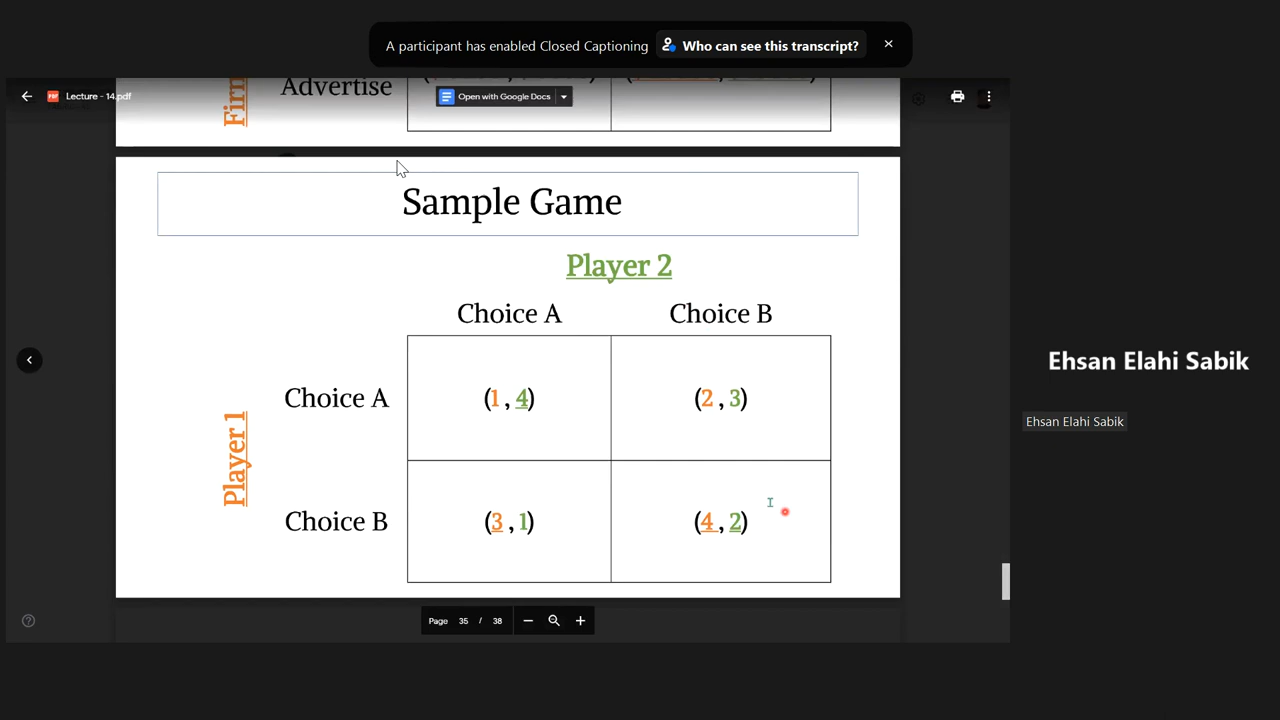 A participant has enabled Closed Captioning Who can see this transcript?
Lecture - 14.pdf
Open with Google Docs
Firm
Advertise
Sample Game
Player 2
Choice A Choice B
Player 1
Choice A (1 , 4) (2 , 3)
Choice B (3 , 1) (4 , 2)
Page 35 / 38
Ehsan Elahi Sabik
Ehsan Elahi Sabik